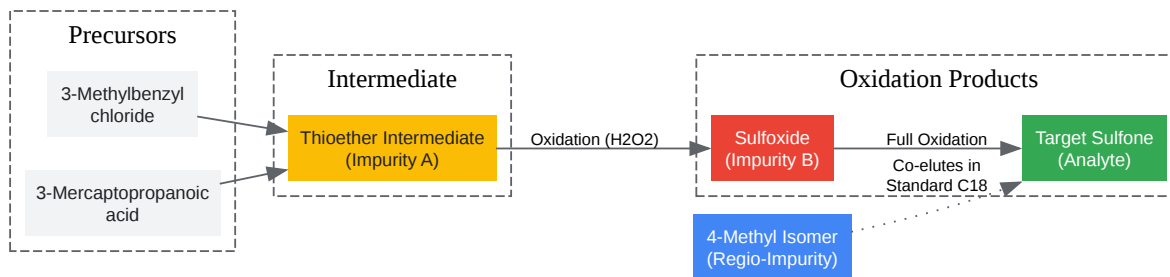 Precursors
3-Methylbenzyl
chloride
3-Mercaptopropanoic
acid
Intermediate
Thioether Intermediate
(Impurity A)
Oxidation (H2O2)
Oxidation Products
Sulfoxide
(Impurity B)
Full Oxidation
Co-elutes in
Standard C18
Target Sulfone
(Analyte)
4-Methyl Isomer
(Regio-Impurity)